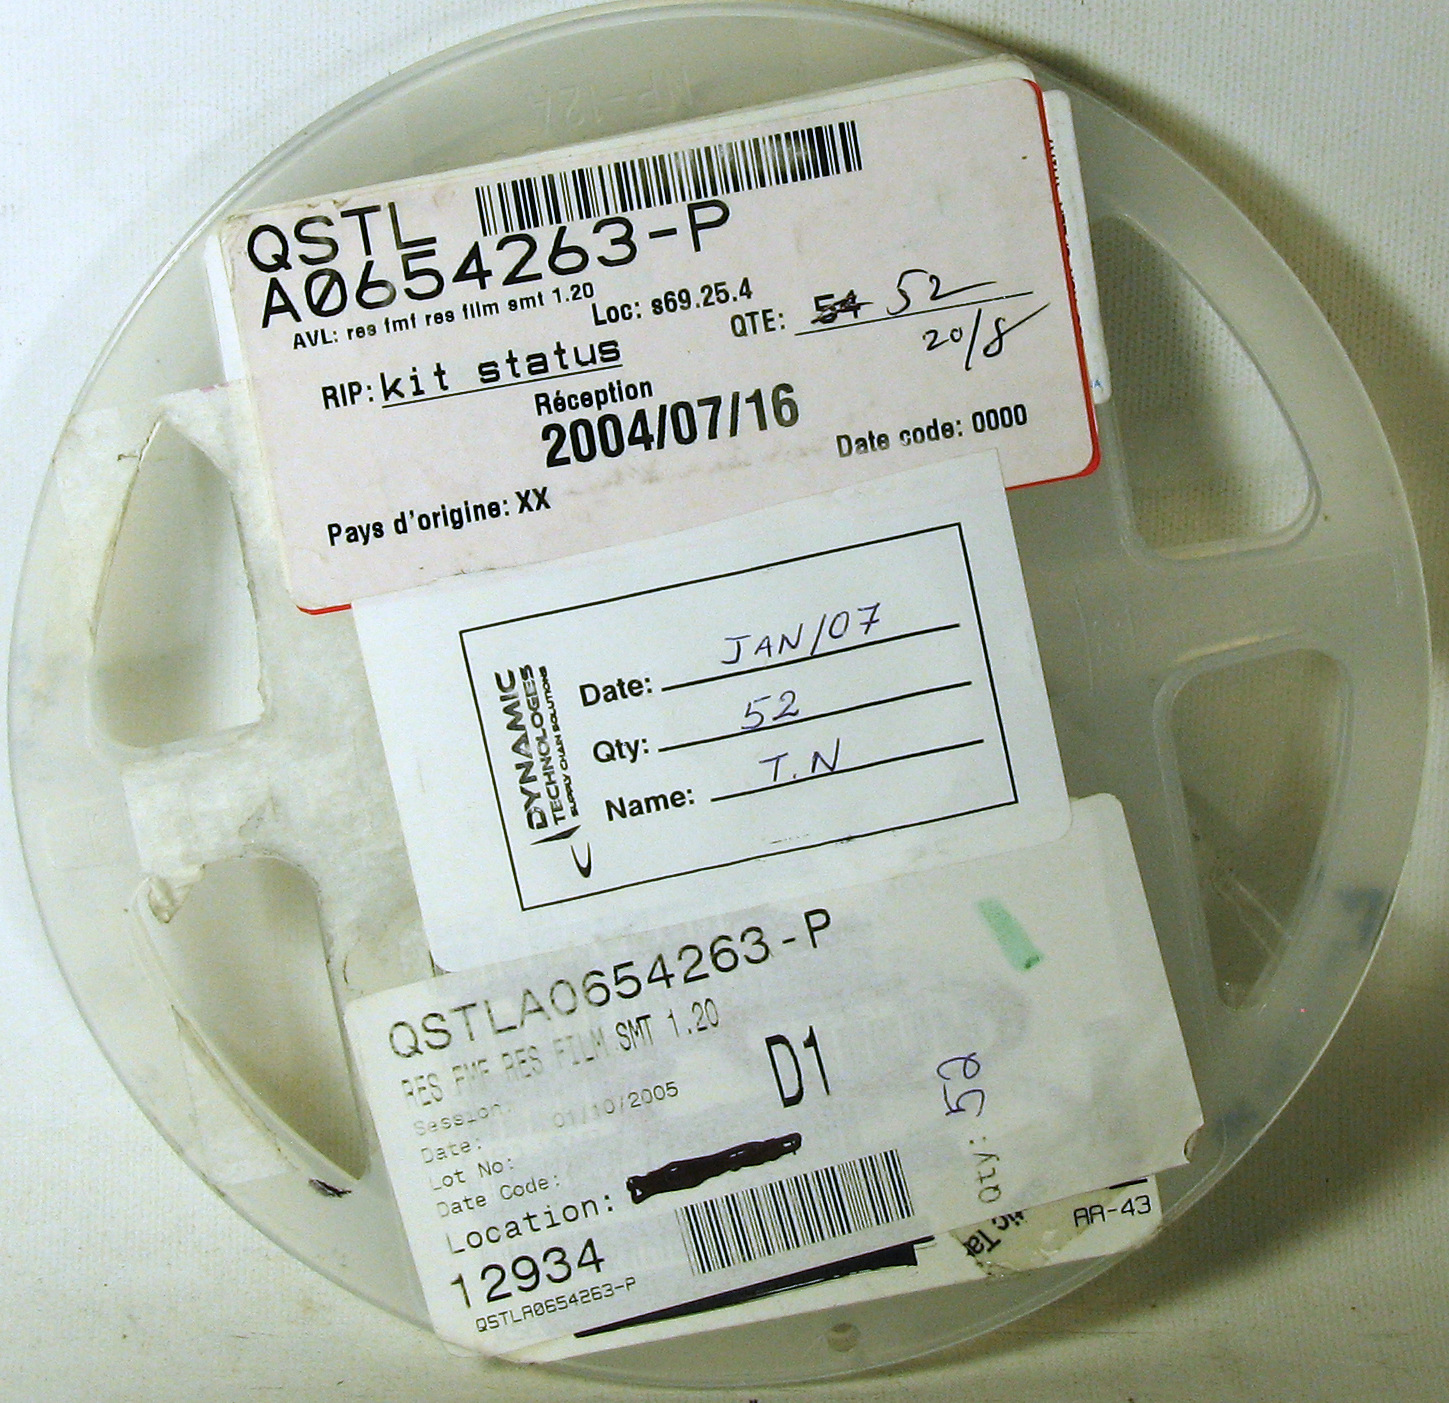 MP-12A
QSTL
A0654263-P
AVL: res fmf res film smt 1.20
Loc: s69.25.4
QTE: 54 52
20/8
RIP: kit status
Réception
2004/07/16
Date code: 0000
Pays d'origine: XX
DYNAMIC
TECHNOLOGIES
SUPPLY CHAIN SOLUTIONS
Date: JAN/07
Qty: 52
Name: T.N
QSTLA0654263-P
RES FMF RES FILM SMT 1.20
D1
Session:
Date: 01/10/2005
Lot No:
Date Code:
Location:
Qty: 52
12934
QSTLA0654263-P
AA-43